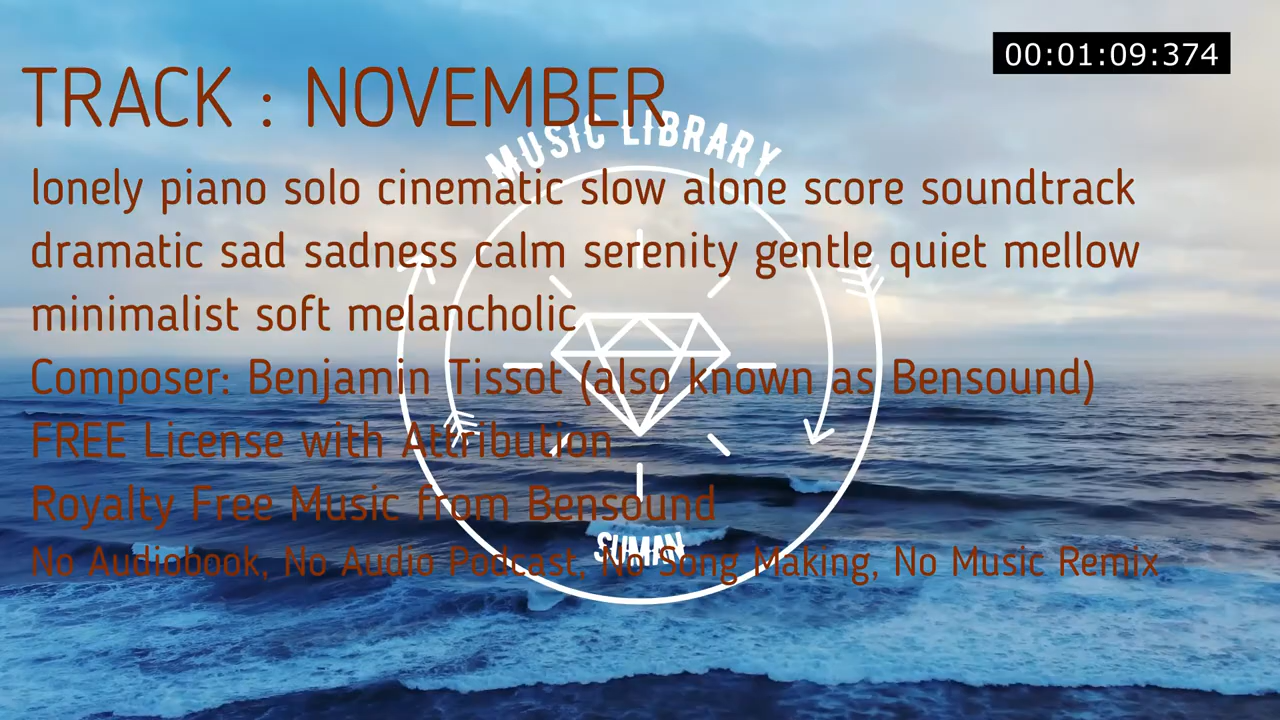 00:01:09:374
TRACK : NOVEMBER
MUSIC LIBRARY
lonely piano solo cinematic slow alone score soundtrack
dramatic sad sadness calm serenity gentle quiet mellow
minimalist soft melancholic
Composer: Benjamin Tissot (also known as Bensound)
FREE License with Attribution
Royalty Free Music from Bensound
SUMAN
No Audiobook, No Audio Podcast, No Song Making, No Music Remix